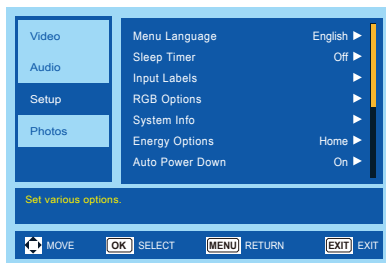 Video
Audio
Setup
Photos
Menu Language English
Sleep Timer Off
Input Labels
RGB Options
System Info
Energy Options Home
Auto Power Down On
Set various options.
MOVE OK SELECT MENU RETURN EXIT EXIT